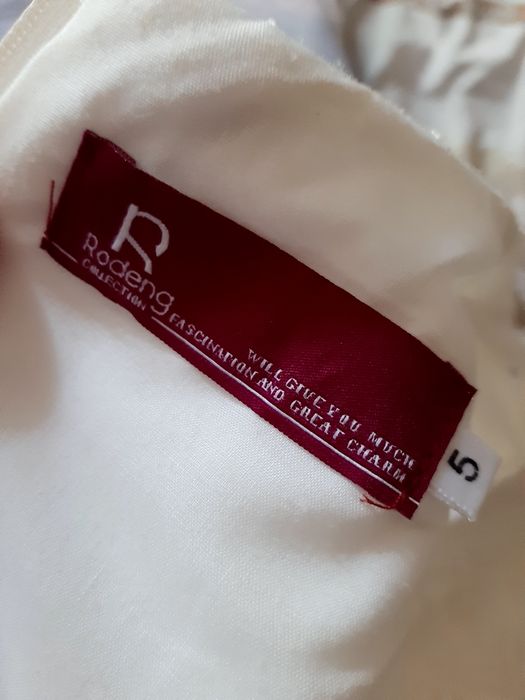 R
Rodeng
COLLECTION
WILL GIVE YOU MUCH
FASCINATION AND GREAT CHARM
5